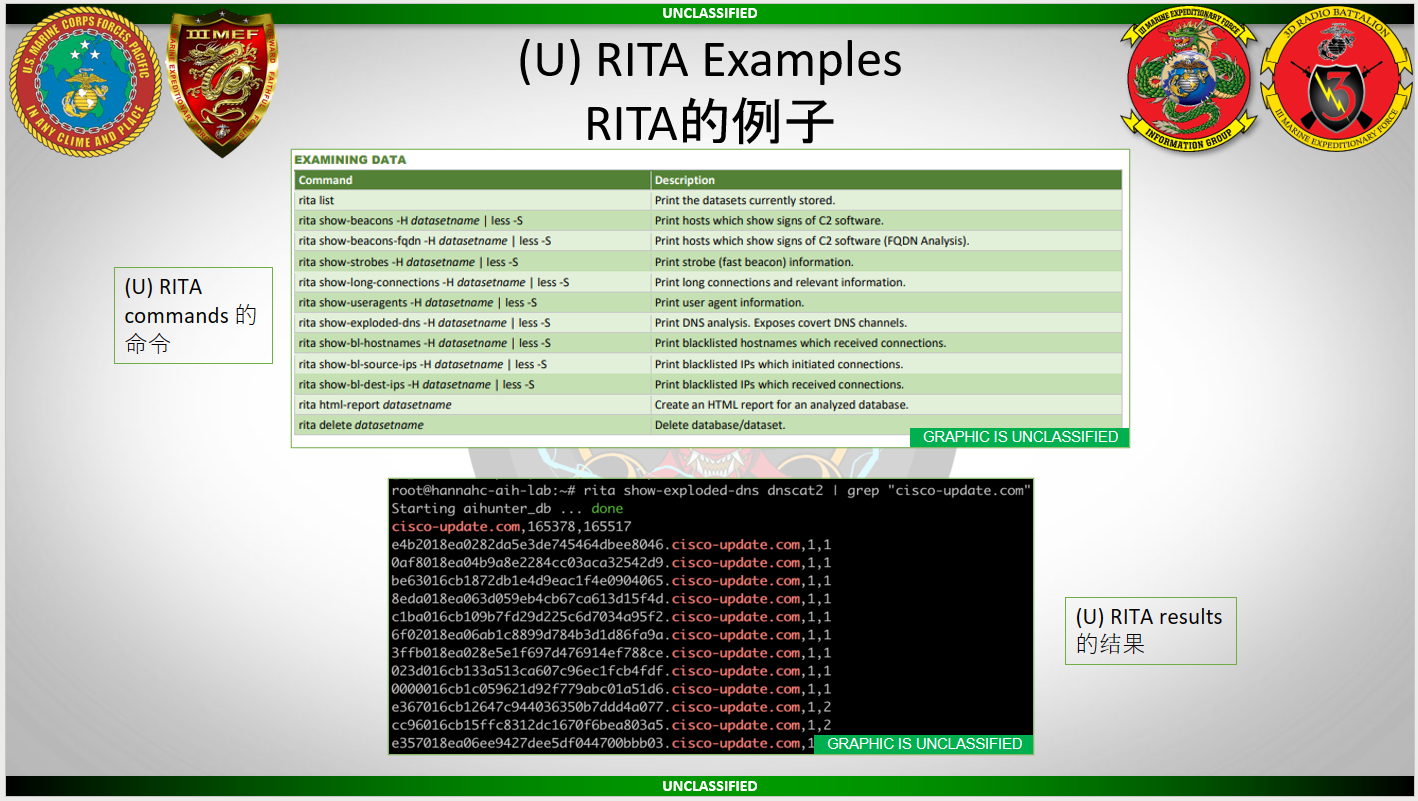 UNCLASSIFIED
U.S. MARINE CORPS FORCES PACIFIC
IN ANY CLIME AND PLACE
III MEF
MARINE EXPEDITIONARY
FORWARD FAITHFUL
III MARINE EXPEDITIONARY FORCE
INFORMATION GROUP
3D RADIO BATTALION
3
III MARINE EXPEDITIONARY FORCE
(U) RITA Examples
RITA的例子
EXAMINING DATA
Command Description
rita list Print the datasets currently stored.
rita show-beacons -H datasetname | less -S Print hosts which show signs of C2 software.
rita show-beacons-fqdn -H datasetname | less -S Print hosts which show signs of C2 software (FQDN Analysis).
rita show-strobes -H datasetname | less -S Print strobe (fast beacon) information.
rita show-long-connections -H datasetname | less -S Print long connections and relevant information.
rita show-useragents -H datasetname | less -S Print user agent information.
rita show-exploded-dns -H datasetname | less -S Print DNS analysis. Exposes covert DNS channels.
rita show-bl-hostnames -H datasetname | less -S Print blacklisted hostnames which received connections.
rita show-bl-source-ips -H datasetname | less -S Print blacklisted IPs which initiated connections.
rita show-bl-dest-ips -H datasetname | less -S Print blacklisted IPs which received connections.
rita html-report datasetname Create an HTML report for an analyzed database.
rita delete datasetname Delete database/dataset.
GRAPHIC IS UNCLASSIFIED
(U) RITA
commands 的
命令
root@hannahc-aih-lab:~# rita show-exploded-dns dnscat2 | grep "cisco-update.com"
Starting aihunter_db ... done
cisco-update.com,165378,165517
e4b2018ea0282da5e3de745464dbee8046.cisco-update.com,1,1
0af8018ea04b9a8e2284cc03aca32542d9.cisco-update.com,1,1
be63016cb1872db1e4d9eac1f4e0904065.cisco-update.com,1,1
8eda018ea063d059eb4cb67ca613d15f4d.cisco-update.com,1,1
c1ba016cb109b7fd29d225c6d7034a95f2.cisco-update.com,1,1
6f02018ea06ab1c8899d784b3d1d86fa9a.cisco-update.com,1,1
3ffb018ea028e5e1f697d476914ef788ce.cisco-update.com,1,1
023d016cb133a513ca607c96ec1fcb4fdf.cisco-update.com,1,1
0000016cb1c059621d92f779abc01a51d6.cisco-update.com,1,1
e367016cb12647c944036350b7ddd4a077.cisco-update.com,1,2
cc96016cb15ffc8312dc1670f6bea803a5.cisco-update.com,1,2
e357018ea06ee9427dee5df044700bbb03.cisco-update.com,1
GRAPHIC IS UNCLASSIFIED
(U) RITA results
的结果
UNCLASSIFIED